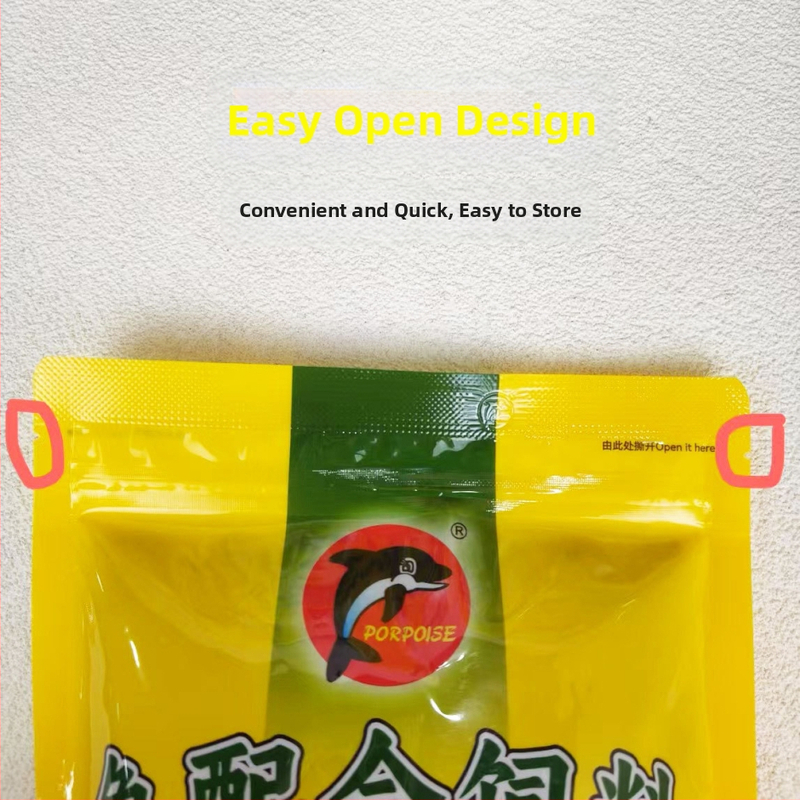 Easy Open Design
Convenient and Quick, Easy to Store
由此处撕开Open it here
®
PORPOISE
鱼配合饲料